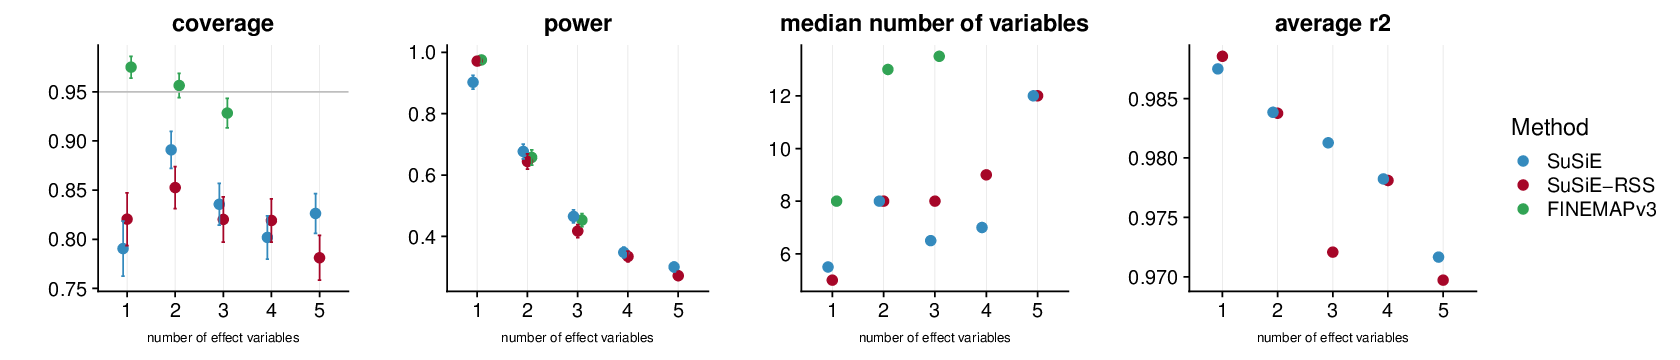 coverage
0.95
0.90
0.85
0.80
0.75
1 2 3 4 5
number of effect variables
power
1.0
0.8
0.6
0.4
1 2 3 4 5
number of effect variables
median number of variables
12
10
8
6
1 2 3 4 5
number of effect variables
average r2
0.985
0.980
0.975
0.970
1 2 3 4 5
number of effect variables
Method
SuSiE
SuSiE−RSS
FINEMAPv3